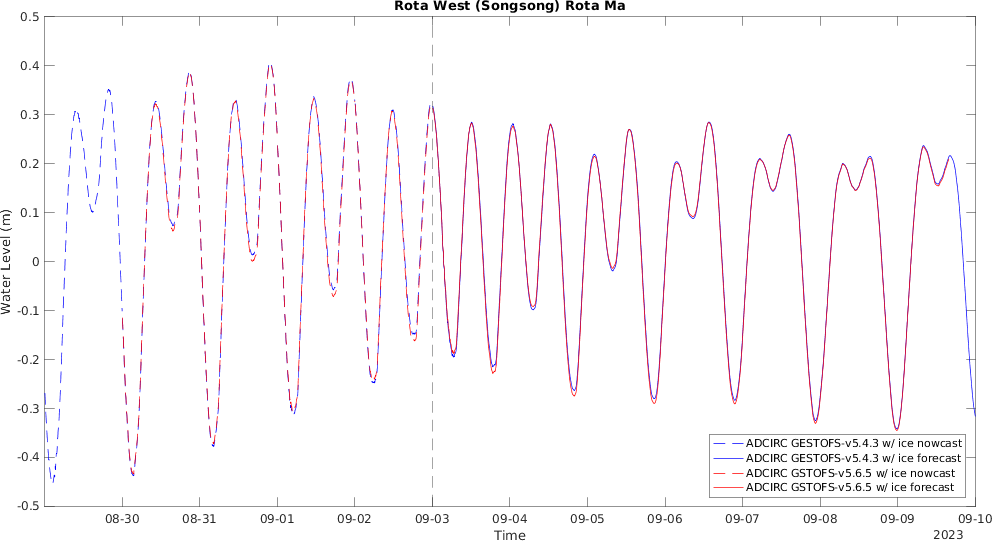 Rota West (Songsong) Rota Ma
0.5
0.4
0.3
0.2
0.1
0
-0.1
-0.2
-0.3
-0.4
-0.5
Water Level (m)
ADCIRC GESTOFS-v5.4.3 w/ ice nowcast
ADCIRC GESTOFS-v5.4.3 w/ ice forecast
ADCIRC GSTOFS-v5.6.5 w/ ice nowcast
ADCIRC GSTOFS-v5.6.5 w/ ice forecast
08-30 08-31 09-01 09-02 09-03 09-04 09-05 09-06 09-07 09-08 09-09 09-10
Time
2023